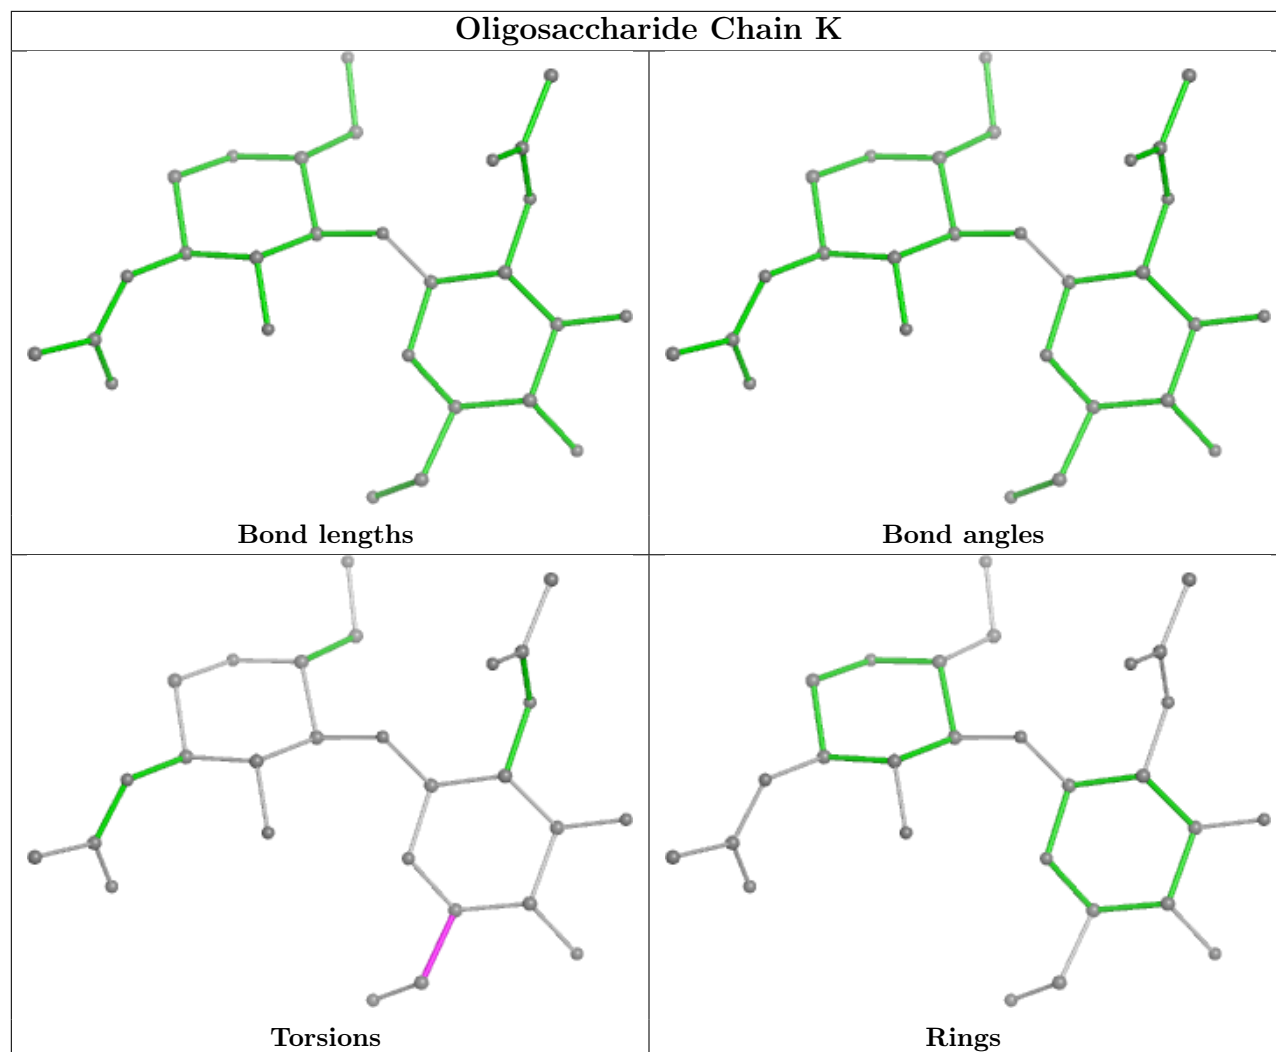 Oligosaccharide Chain K
Bond lengths
Bond angles
Torsions
Rings